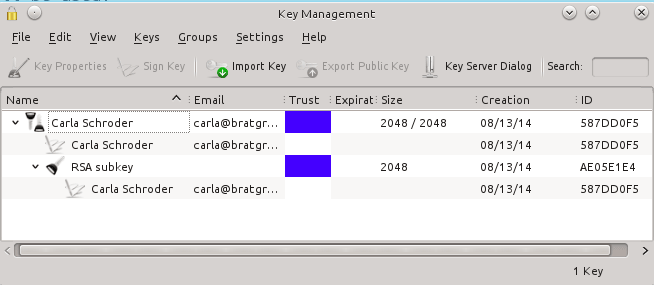 Key Management
File Edit View Keys Groups Settings Help
Key Properties Sign Key Import Key Export Public Key Key Server Dialog Search:
Name Email Trust Expirat Size Creation ID
Carla Schroder carla@bratgr... 2048 / 2048 08/13/14 587DD0F5
Carla Schroder carla@bratgr... 08/13/14 587DD0F5
RSA subkey 2048 08/13/14 AE05E1E4
Carla Schroder carla@bratgr... 08/13/14 587DD0F5
1 Key